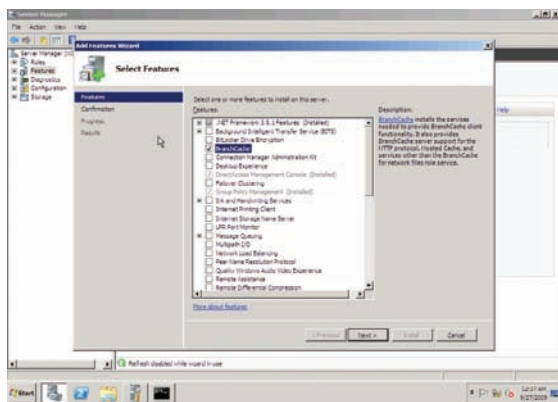 Server Manager
File Action View Help
Server Manager
Roles
Features
Diagnostics
Configuration
Storage
Add Features Wizard
Select Features
Features
Confirmation
Progress
Results
Select one or more features to install on this server.
Features:
.NET Framework 3.5.1 Features (Installed)
Background Intelligent Transfer Service (BITS)
BitLocker Drive Encryption
BranchCache
Connection Manager Administration Kit
Desktop Experience
DirectAccess Management Console (Installed)
Failover Clustering
Group Policy Management (Installed)
Ink and Handwriting Services
Internet Printing Client
Internet Storage Name Server
LPR Port Monitor
Message Queuing
Multipath I/O
Network Load Balancing
Peer Name Resolution Protocol
Quality Windows Audio Video Experience
Remote Assistance
Remote Differential Compression
More about features
Description:
BranchCache installs the services
needed to provide BranchCache client
functionality. It also provides
BranchCache server support for the
HTTP protocol, Hosted Cache, and
services other than the BranchCache
for network files role service.
Help
< Previous Next > Install Cancel
Refresh disabled while wizard in use
Start
12:37 AM
9/27/2009